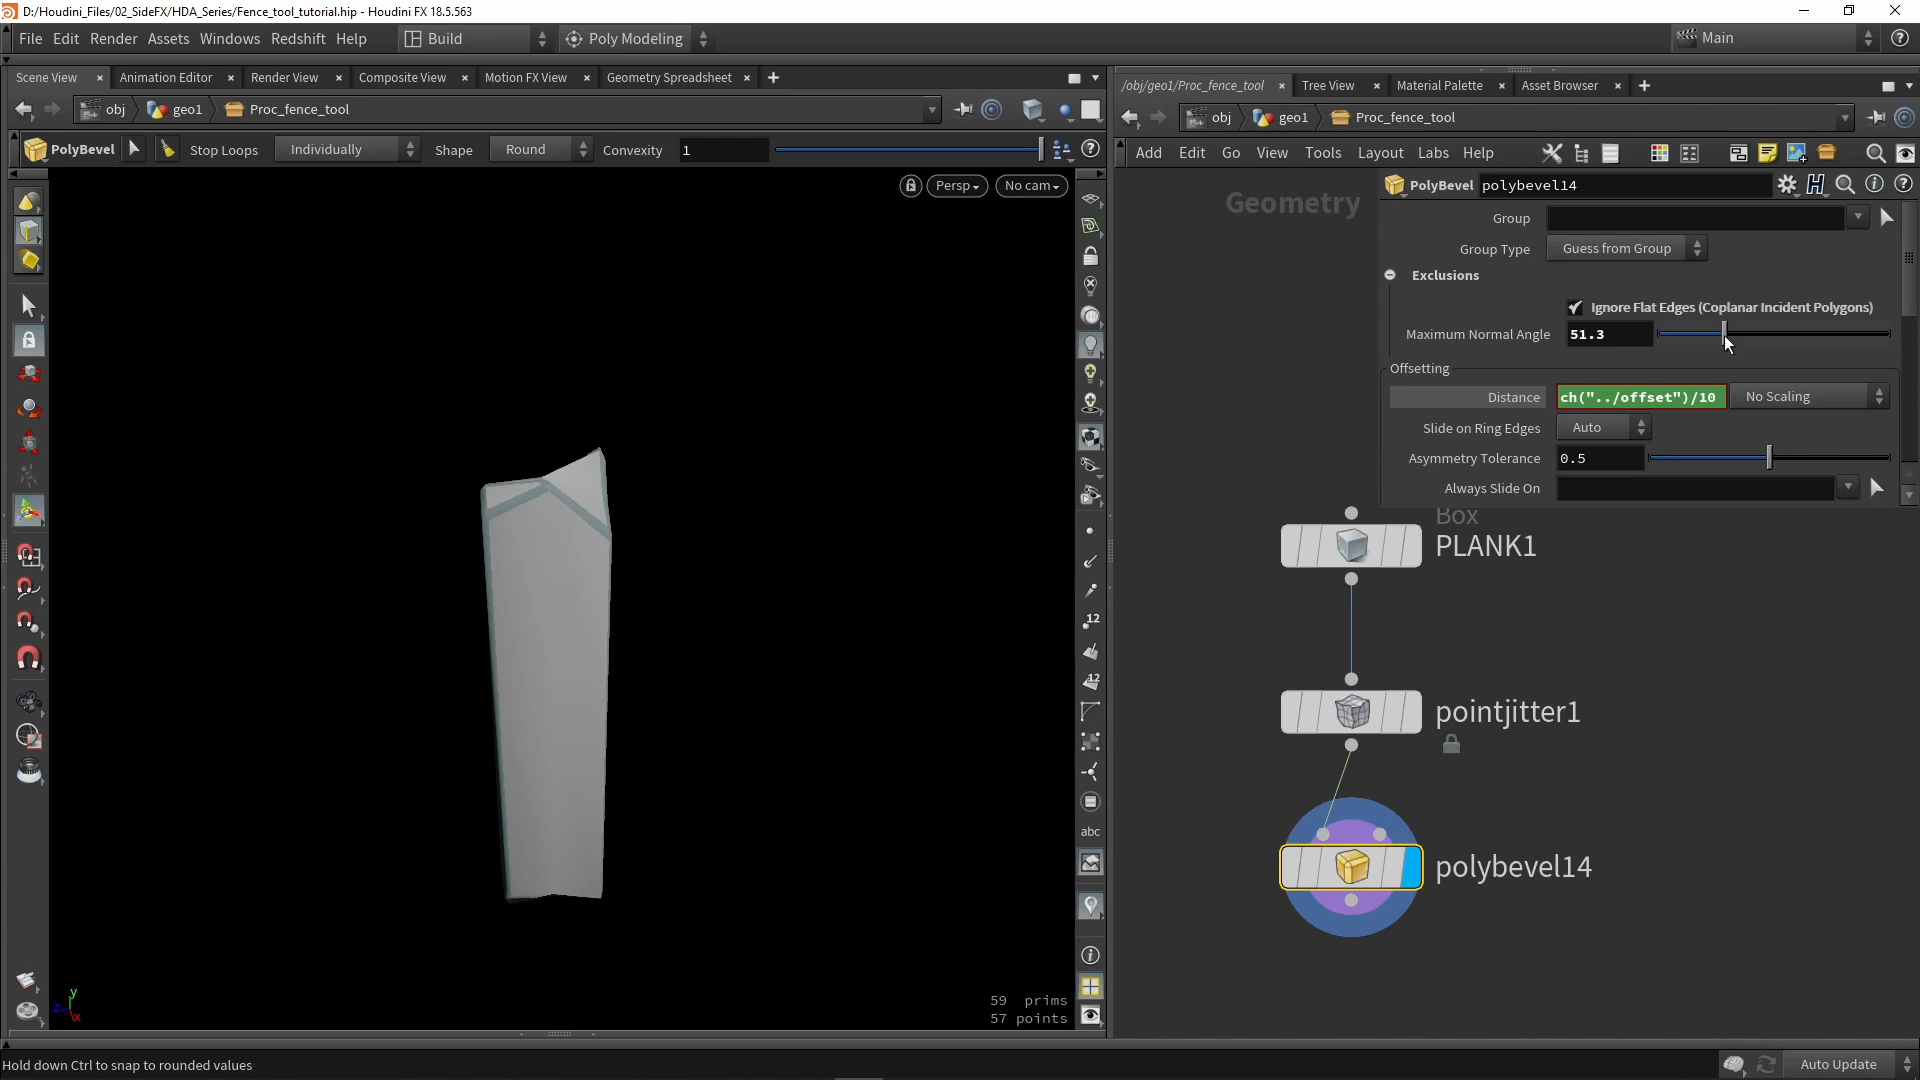 D:/Houdini_Files/02_SideFX/HDA_Series/Fence_tool_tutorial.hip - Houdini FX 18.5.563
File Edit Render Assets Windows Redshift Help
Build
Poly Modeling
Main
Scene View
Animation Editor
Render View
Composite View
Motion FX View
Geometry Spreadsheet
obj
geo1
Proc_fence_tool
PolyBevel
Stop Loops
Individually
Shape
Round
Convexity
1
Persp
No cam
12
12
abc
y
z
x
59 prims
57 points
/obj/geo1/Proc_fence_tool
Tree View
Material Palette
Asset Browser
obj
geo1
Proc_fence_tool
Add Edit Go View Tools Layout Labs Help
Geometry
PolyBevel
polybevel14
Group
Group Type
Guess from Group
Exclusions
Ignore Flat Edges (Coplanar Incident Polygons)
Maximum Normal Angle
51.3
Offsetting
Distance
ch("../offset")/10
No Scaling
Slide on Ring Edges
Auto
Asymmetry Tolerance
0.5
Always Slide On
Box
PLANK1
pointjitter1
polybevel14
Hold down Ctrl to snap to rounded values
Auto Update